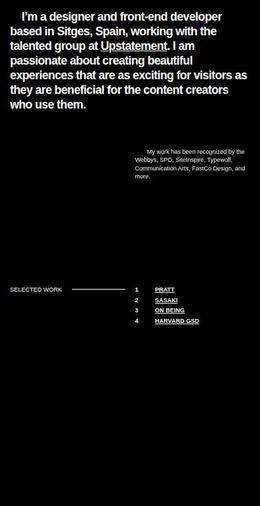 I'm a designer and front-end developer
based in Sitges, Spain, working with the
talented group at Upstatement. I am
passionate about creating beautiful
experiences that are as exciting for visitors as
they are beneficial for the content creators
who use them.
My work has been recognized by the
Webbys, SPD, SiteInspire, Typewolf,
Communication Arts, FastCo Design, and
more.
SELECTED WORK
1 PRATT
2 SASAKI
3 ON BEING
4 HARVARD GSD